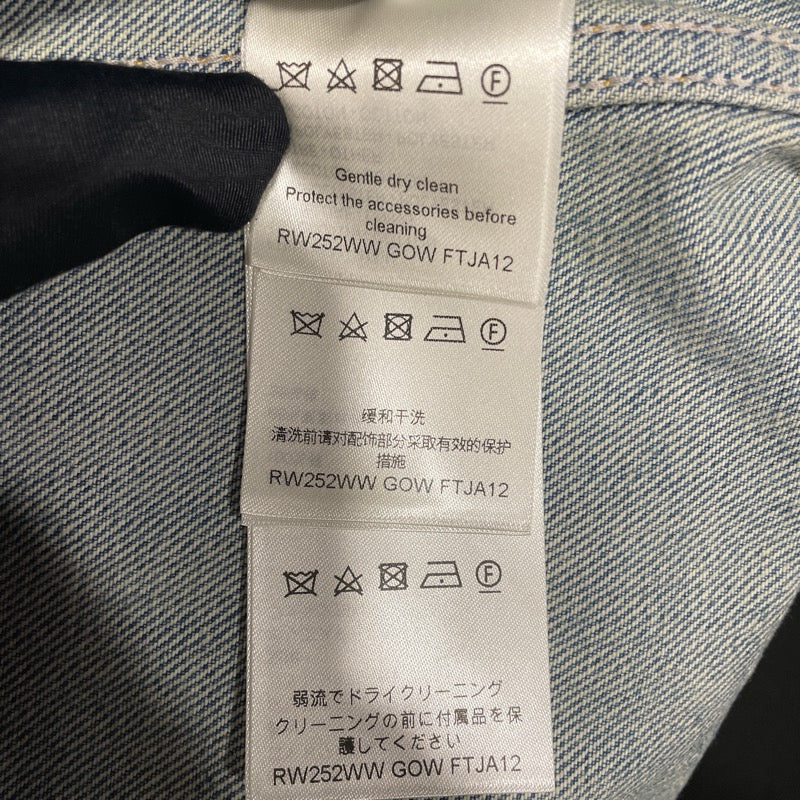 F
Gentle dry clean
Protect the accessories before
cleaning
RW252WW GOW FTJA12
F
缓和干洗
清洗前请对配饰部分采取有效的保护
措施
RW252WW GOW FTJA12
F
弱流でドライクリーニング
クリーニングの前に付属品を保
護してください
RW252WW GOW FTJA12